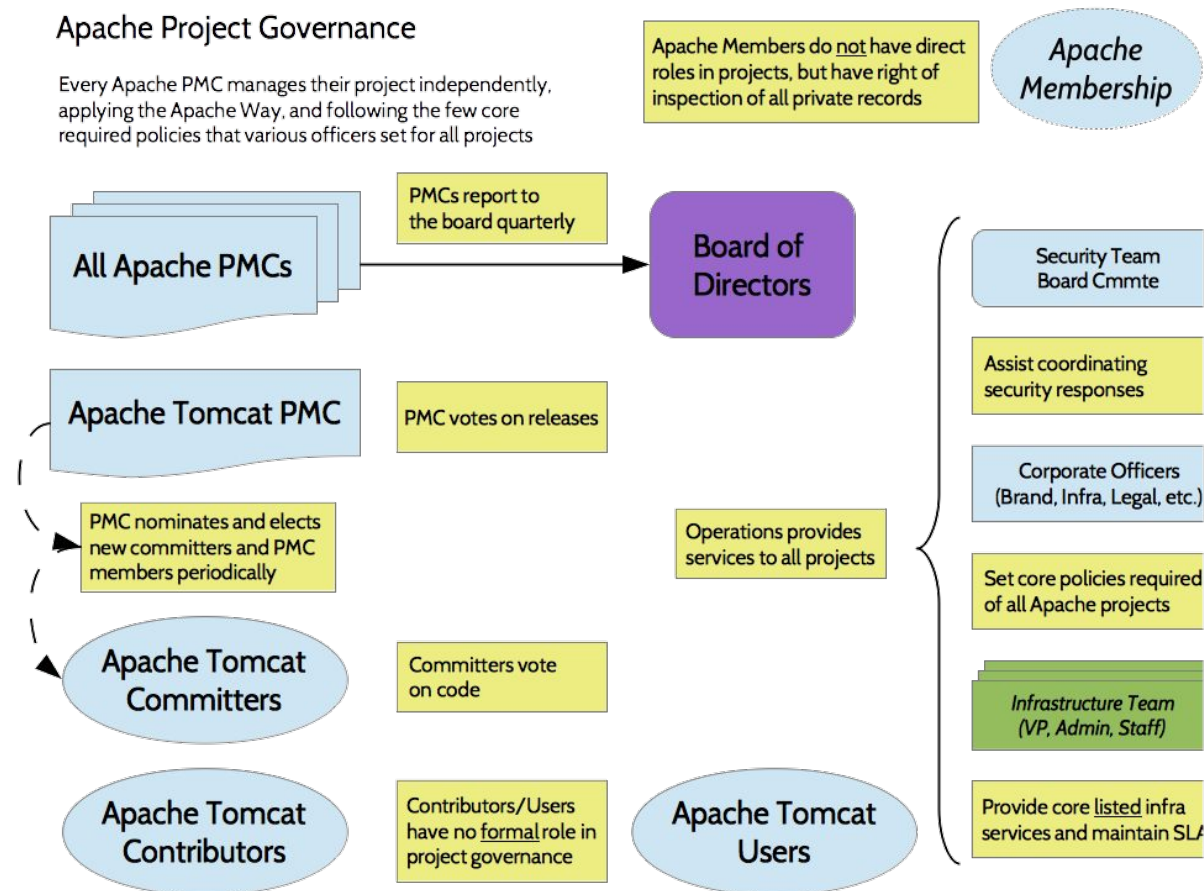 Apache Project Governance
Every Apache PMC manages their project independently,
applying the Apache Way, and following the few core
required policies that various officers set for all projects
Apache Members do not have direct
roles in projects, but have right of
inspection of all private records
Apache
Membership
All Apache PMCs
PMCs report to
the board quarterly
Board of
Directors
Apache Tomcat PMC
PMC votes on releases
PMC nominates and elects
new committers and PMC
members periodically
Apache Tomcat
Committers
Committers vote
on code
Apache Tomcat
Contributors
Contributors/Users
have no formal role in
project governance
Apache Tomcat
Users
Operations provides
services to all projects
Security Team
Board Cmmte
Assist coordinating
security responses
Corporate Officers
(Brand, Infra, Legal, etc.)
Set core policies required
of all Apache projects
Infrastructure Team
(VP, Admin, Staff)
Provide core listed infra
services and maintain SLA